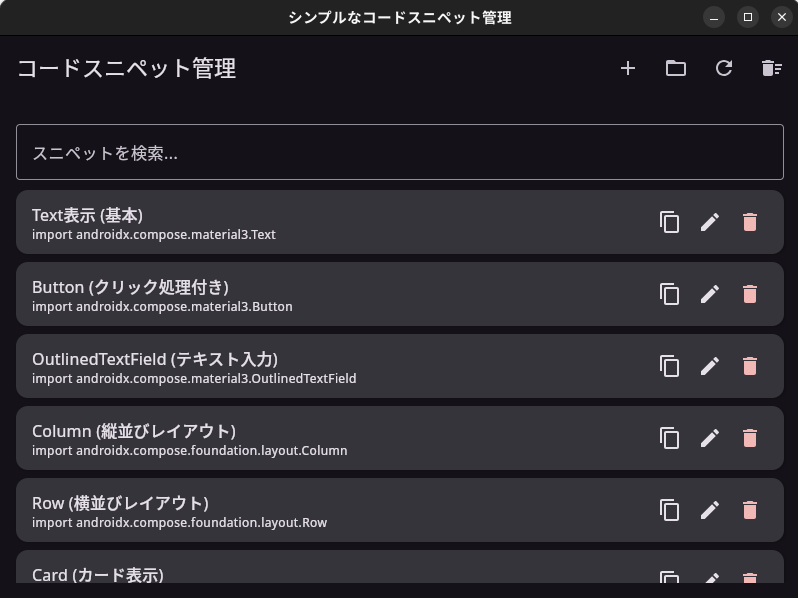 シンプルなコードスニペット管理
コードスニペット管理
スニペットを検索...
Text表示 (基本)
import androidx.compose.material3.Text
Button (クリック処理付き)
import androidx.compose.material3.Button
OutlinedTextField (テキスト入力)
import androidx.compose.material3.OutlinedTextField
Column (縦並びレイアウト)
import androidx.compose.foundation.layout.Column
Row (横並びレイアウト)
import androidx.compose.foundation.layout.Row
Card (カード表示)